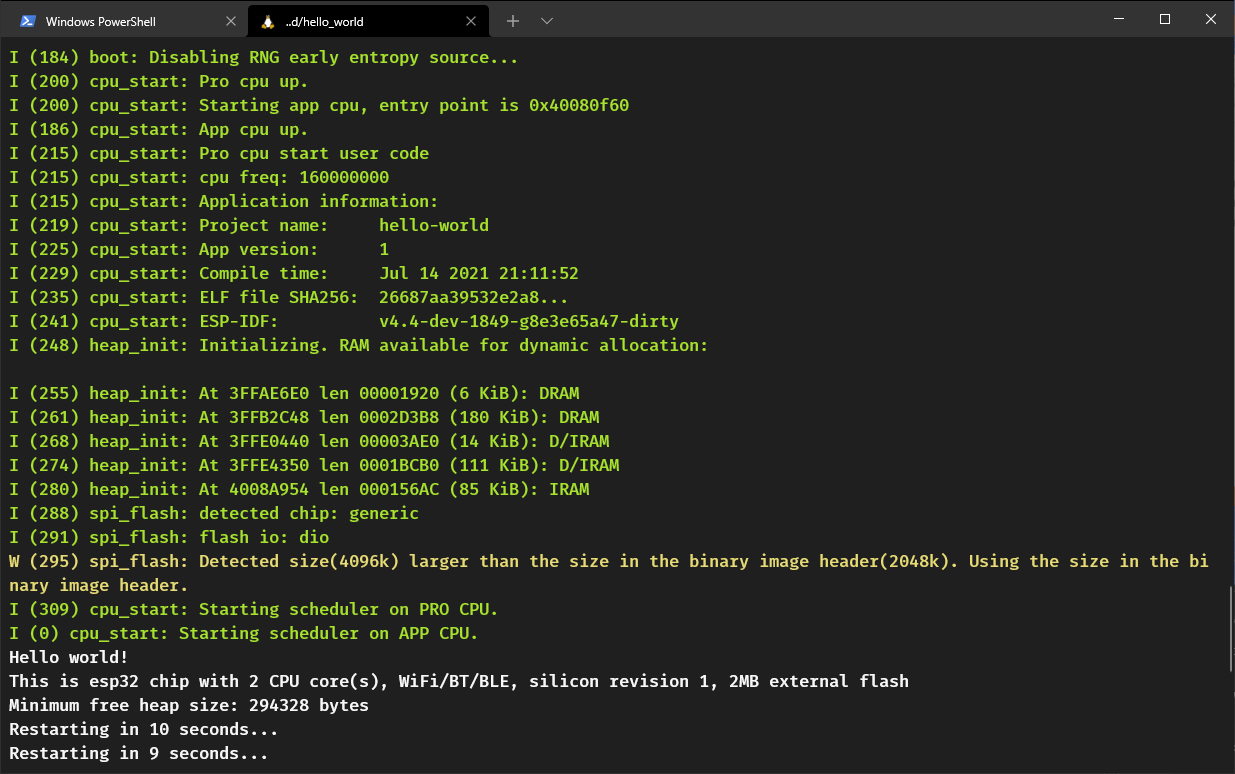 Windows PowerShell
..d/hello_world
I (184) boot: Disabling RNG early entropy source...
I (200) cpu_start: Pro cpu up.
I (200) cpu_start: Starting app cpu, entry point is 0x40080f60
I (186) cpu_start: App cpu up.
I (215) cpu_start: Pro cpu start user code
I (215) cpu_start: cpu freq: 160000000
I (215) cpu_start: Application information:
I (219) cpu_start: Project name:     hello-world
I (225) cpu_start: App version:      1
I (229) cpu_start: Compile time:     Jul 14 2021 21:11:52
I (235) cpu_start: ELF file SHA256:  26687aa39532e2a8...
I (241) cpu_start: ESP-IDF:          v4.4-dev-1849-g8e3e65a47-dirty
I (248) heap_init: Initializing. RAM available for dynamic allocation:
I (255) heap_init: At 3FFAE6E0 len 00001920 (6 KiB): DRAM
I (261) heap_init: At 3FFB2C48 len 0002D3B8 (180 KiB): DRAM
I (268) heap_init: At 3FFE0440 len 00003AE0 (14 KiB): D/IRAM
I (274) heap_init: At 3FFE4350 len 0001BCB0 (111 KiB): D/IRAM
I (280) heap_init: At 4008A954 len 000156AC (85 KiB): IRAM
I (288) spi_flash: detected chip: generic
I (291) spi_flash: flash io: dio
W (295) spi_flash: Detected size(4096k) larger than the size in the binary image header(2048k). Using the size in the bi
nary image header.
I (309) cpu_start: Starting scheduler on PRO CPU.
I (0) cpu_start: Starting scheduler on APP CPU.
Hello world!
This is esp32 chip with 2 CPU core(s), WiFi/BT/BLE, silicon revision 1, 2MB external flash
Minimum free heap size: 294328 bytes
Restarting in 10 seconds...
Restarting in 9 seconds...